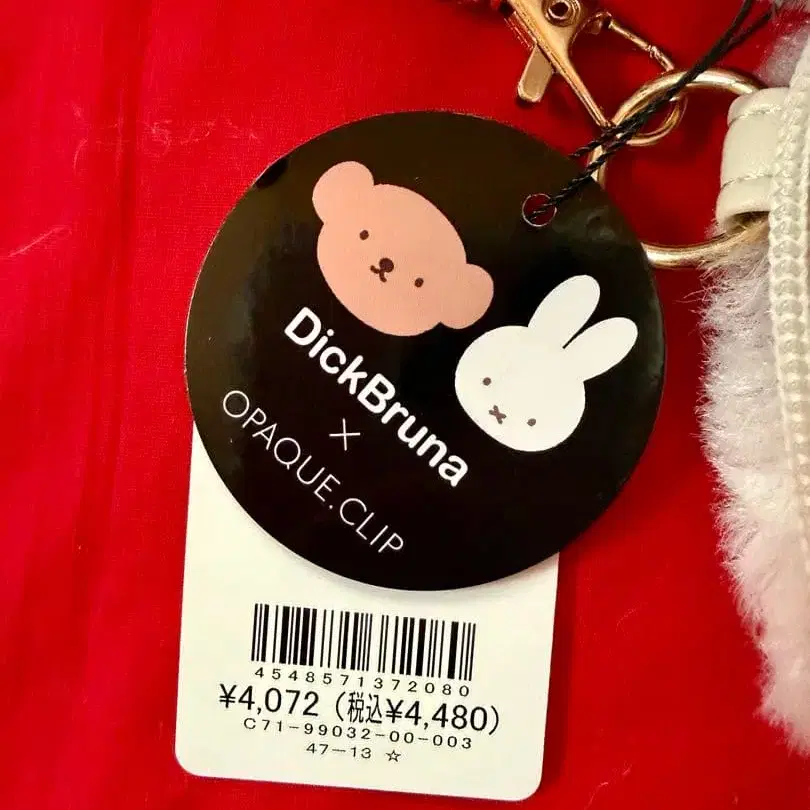 DickBruna
×
OPAQUE.CLIP
4548571372080
¥4,072（税込¥4,480）
C71-99032-00-003
47-13 ☆